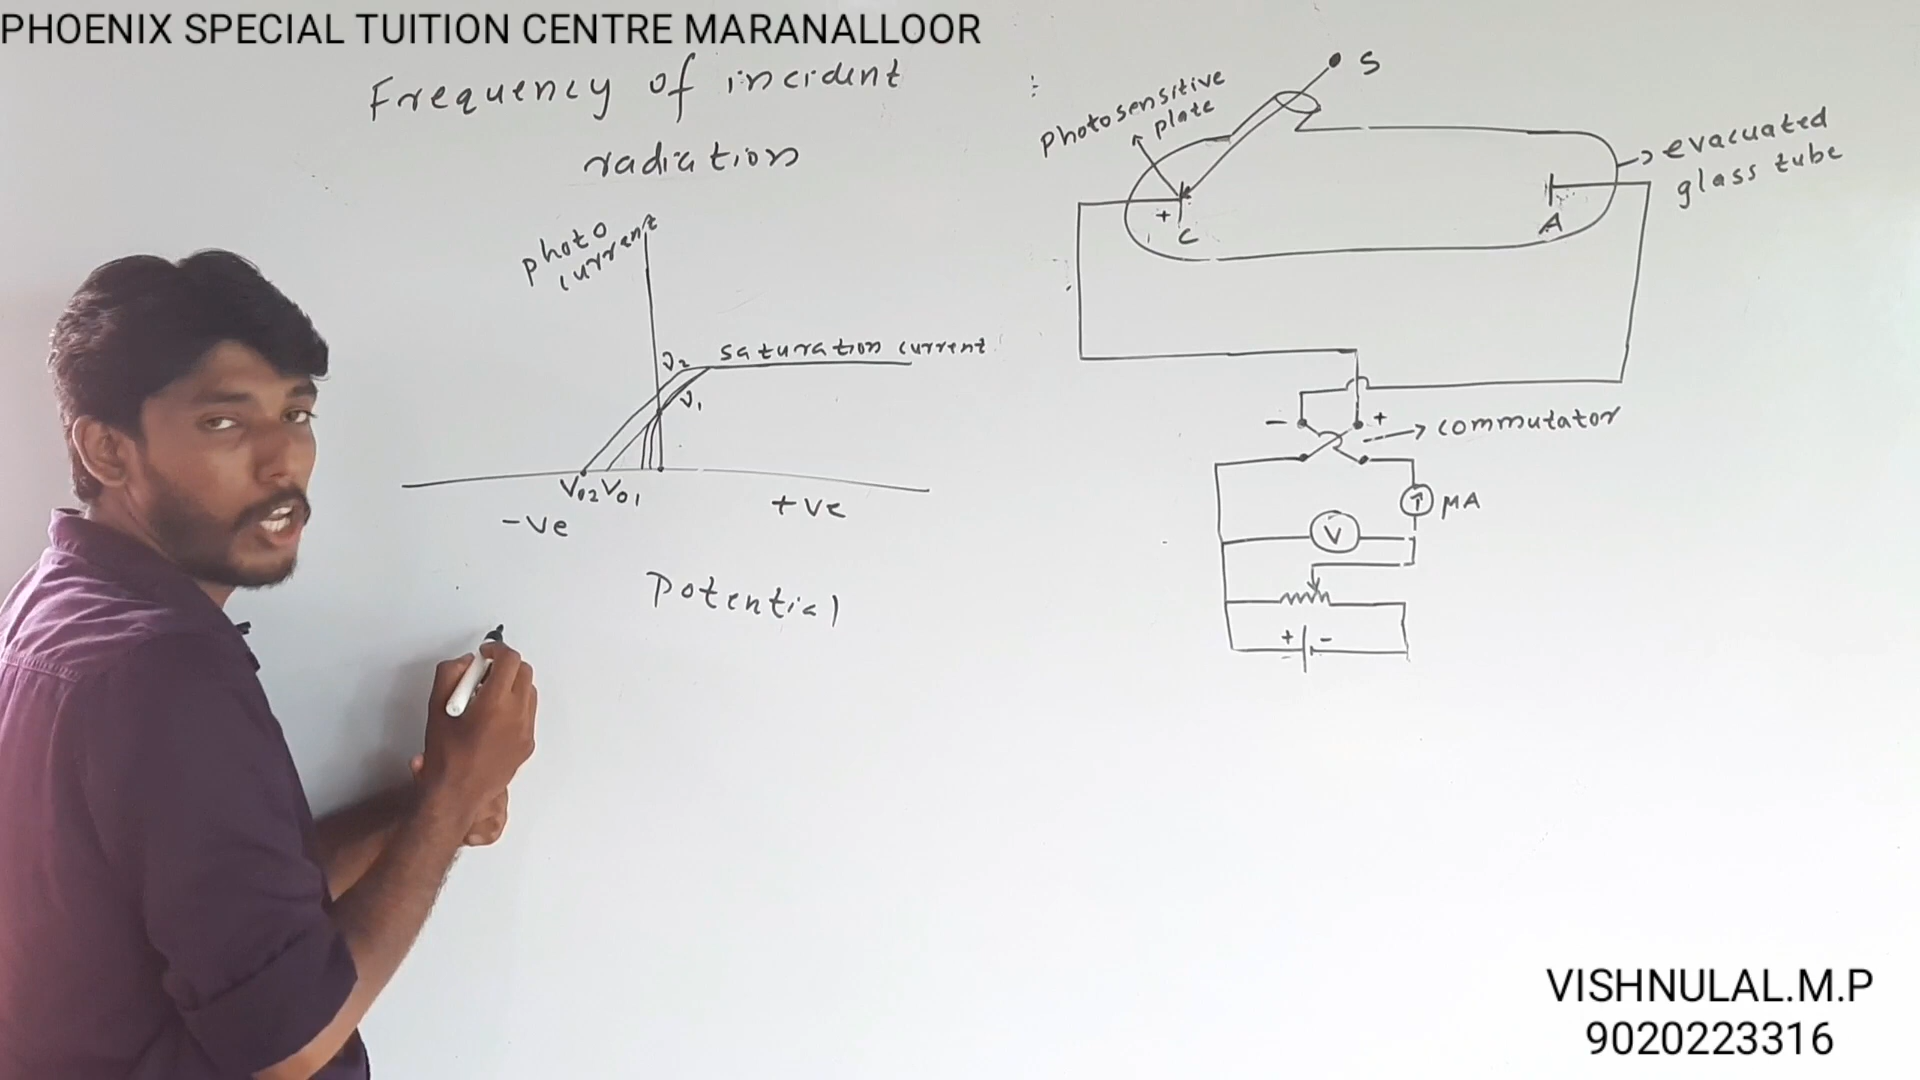 PHOENIX SPECIAL TUITION CENTRE MARANALLOOR
Frequency of incident
radiation
photo
current
ν₂
saturation current
ν₁
V02 V01
-ve
+ve
Potential
S
photosensitive
plate
evacuated
glass tube
+
C
A
-
+
commutator
μA
V
+
-
VISHNULAL.M.P
9020223316